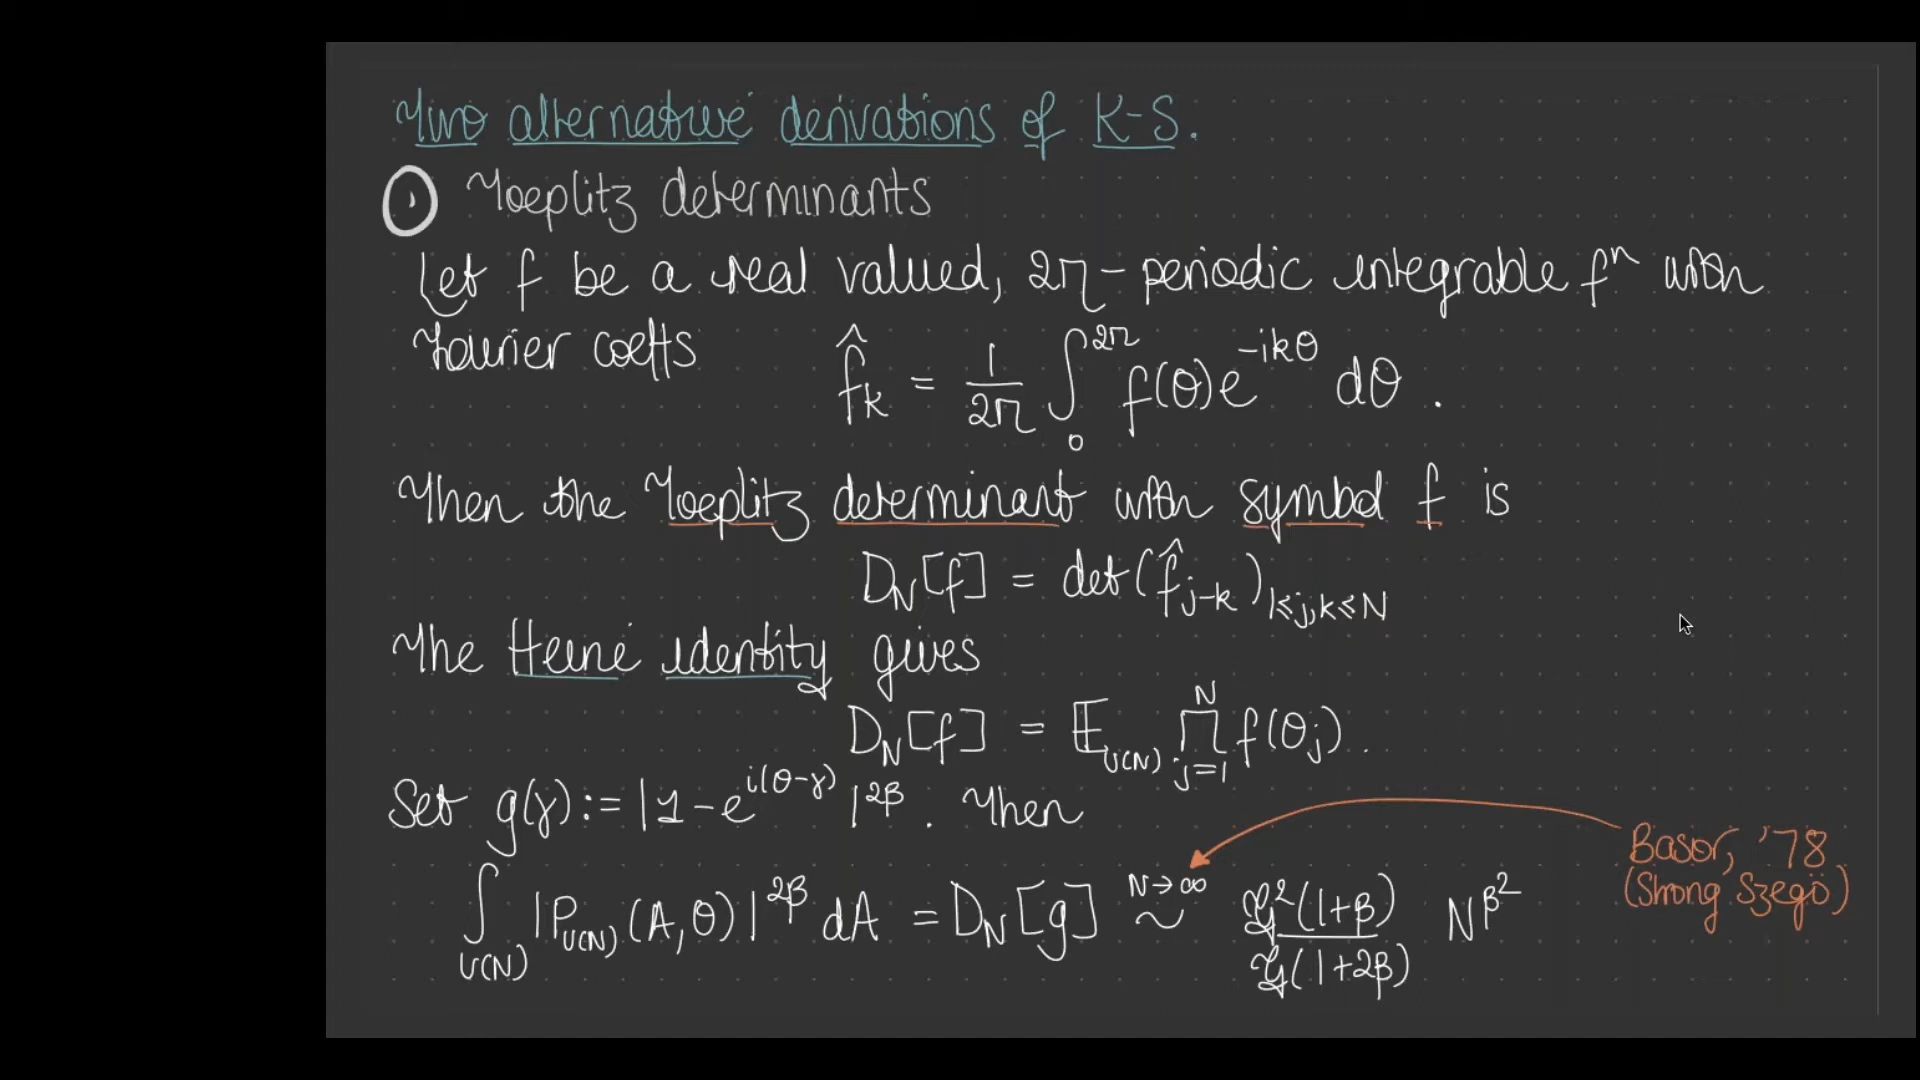 Two alternative derivations of K-S.
① Toeplitz determinants
Let f be a real valued, 2π-periodic integrable fⁿ with
Fourier coeffs f̂_k = 1/2π ∫_0^{2π} f(θ)e^{-ikθ} dθ.
Then the Toeplitz determinant with symbol f is
D_N[f] = det(f̂_{j-k})_{1≤j,k≤N}
The Heine identity gives
D_N[f] = 𝔼_{U(N)} ∏_{j=1}^{N} f(θ_j).
Set g(γ) := |1-e^{i(θ-γ)}|^{2β}. Then
Basor, '78
(Strong Szegö)
∫_{U(N)} |P_{U(N)}(A,θ)|^{2β} dA = D_N[g] ~^{N→∞} 𝒢²(1+β)/𝒢(1+2β) N^{β²}